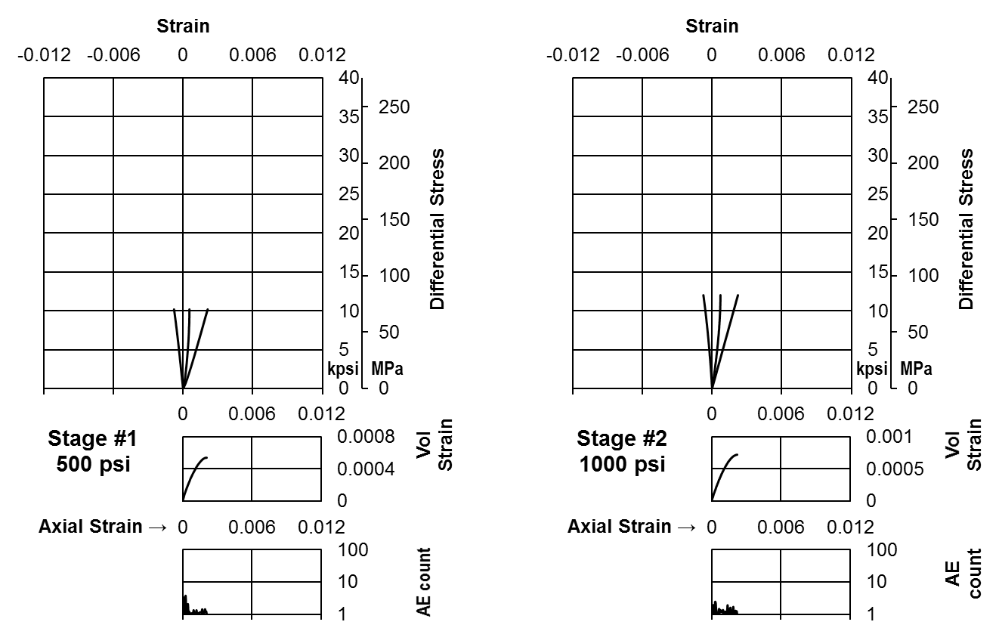 Strain
-0.012 -0.006 0 0.006 0.012
40
250
35
30
200
25
150
20
15
100
10
50
5
kpsi MPa
0 0
Differential Stress
0 0.006 0.012
Stage #1
500 psi
0.0008
0.0004
0
Vol
Strain
Axial Strain → 0 0.006 0.012
100
10
1
AE count
Strain
-0.012 -0.006 0 0.006 0.012
40
250
35
30
200
25
150
20
15
100
10
50
5
kpsi MPa
0 0
Differential Stress
0 0.006 0.012
Stage #2
1000 psi
0.001
0.0005
0
Vol
Strain
Axial Strain → 0 0.006 0.012
100
10
1
AE
count